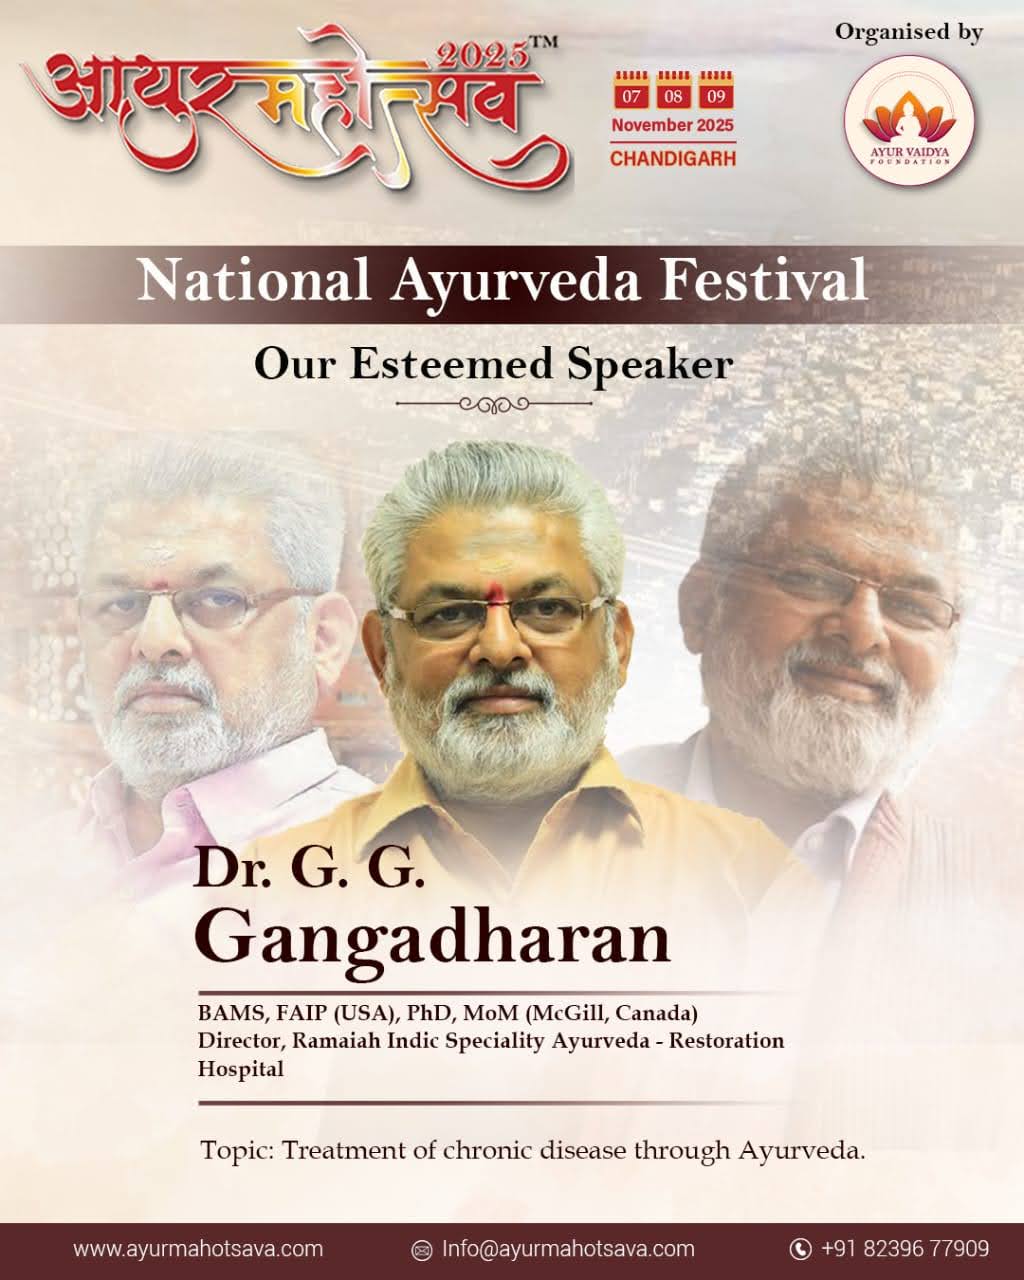 आयुर महोत्सव 2025™
Organised by
07 08 09
November 2025
CHANDIGARH
AYUR VAIDYA
FOUNDATION
National Ayurveda Festival
Our Esteemed Speaker
Dr. G. G.
Gangadharan
BAMS, FAIP (USA), PhD, MoM (McGill, Canada)
Director, Ramaiah Indic Speciality Ayurveda - Restoration
Hospital
Topic: Treatment of chronic disease through Ayurveda.
www.ayurmahotsava.com Info@ayurmahotsava.com +91 82396 77909